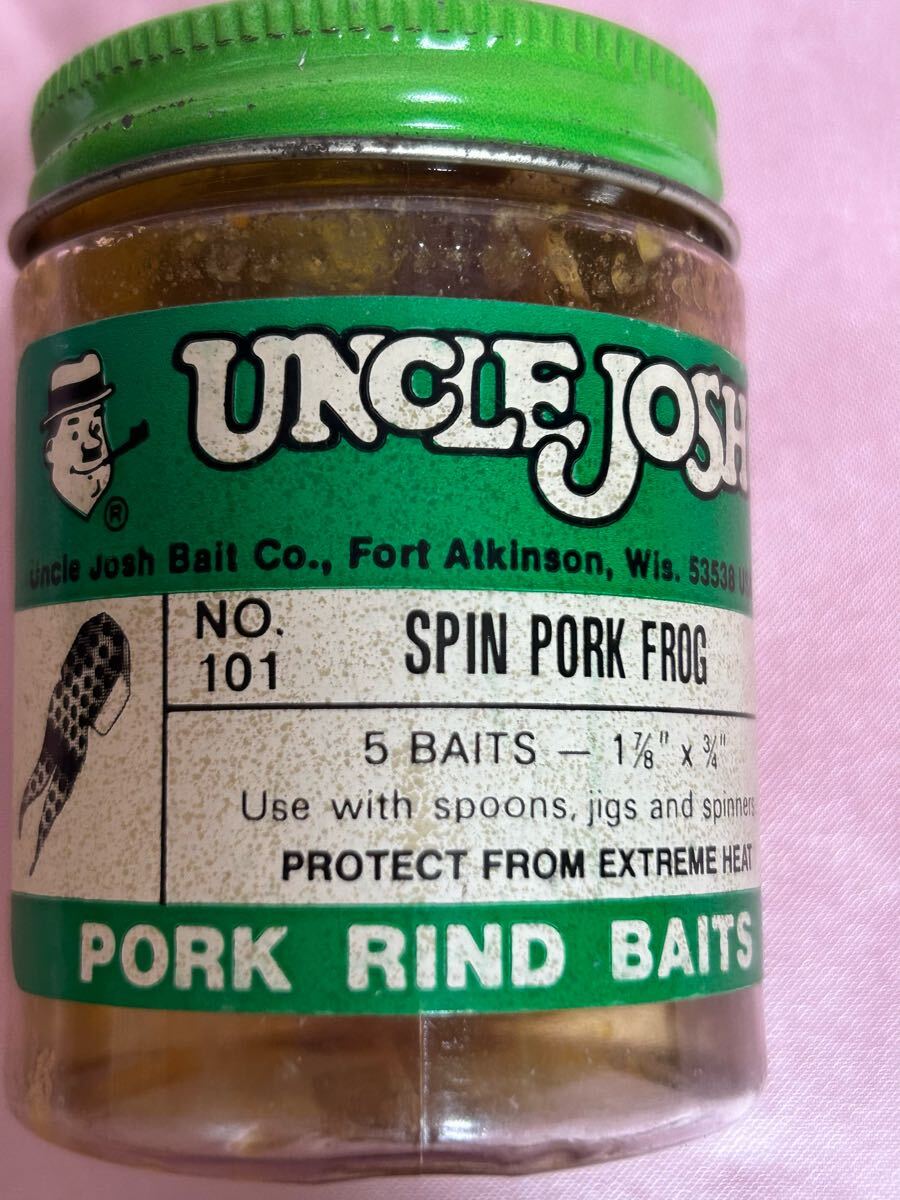 UNCLE JOSH
®
Uncle Josh Bait Co., Fort Atkinson, Wis. 53538
NO. 101
SPIN PORK FROG
5 BAITS — 1⅞" x ¾"
Use with spoons, jigs and spinners
PROTECT FROM EXTREME HEAT
PORK RIND BAITS